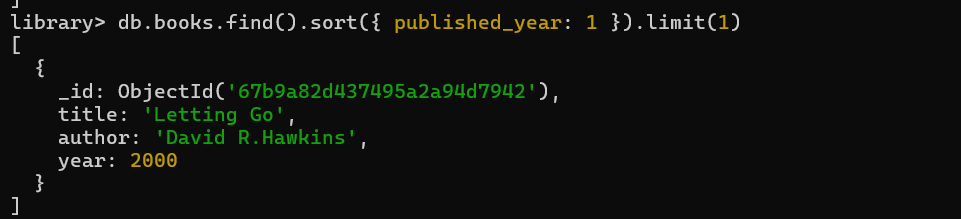 ]
library> db.books.find().sort({ published_year: 1 }).limit(1)
[
  {
    _id: ObjectId('67b9a82d437495a2a94d7942'),
    title: 'Letting Go',
    author: 'David R.Hawkins',
    year: 2000
  }
]